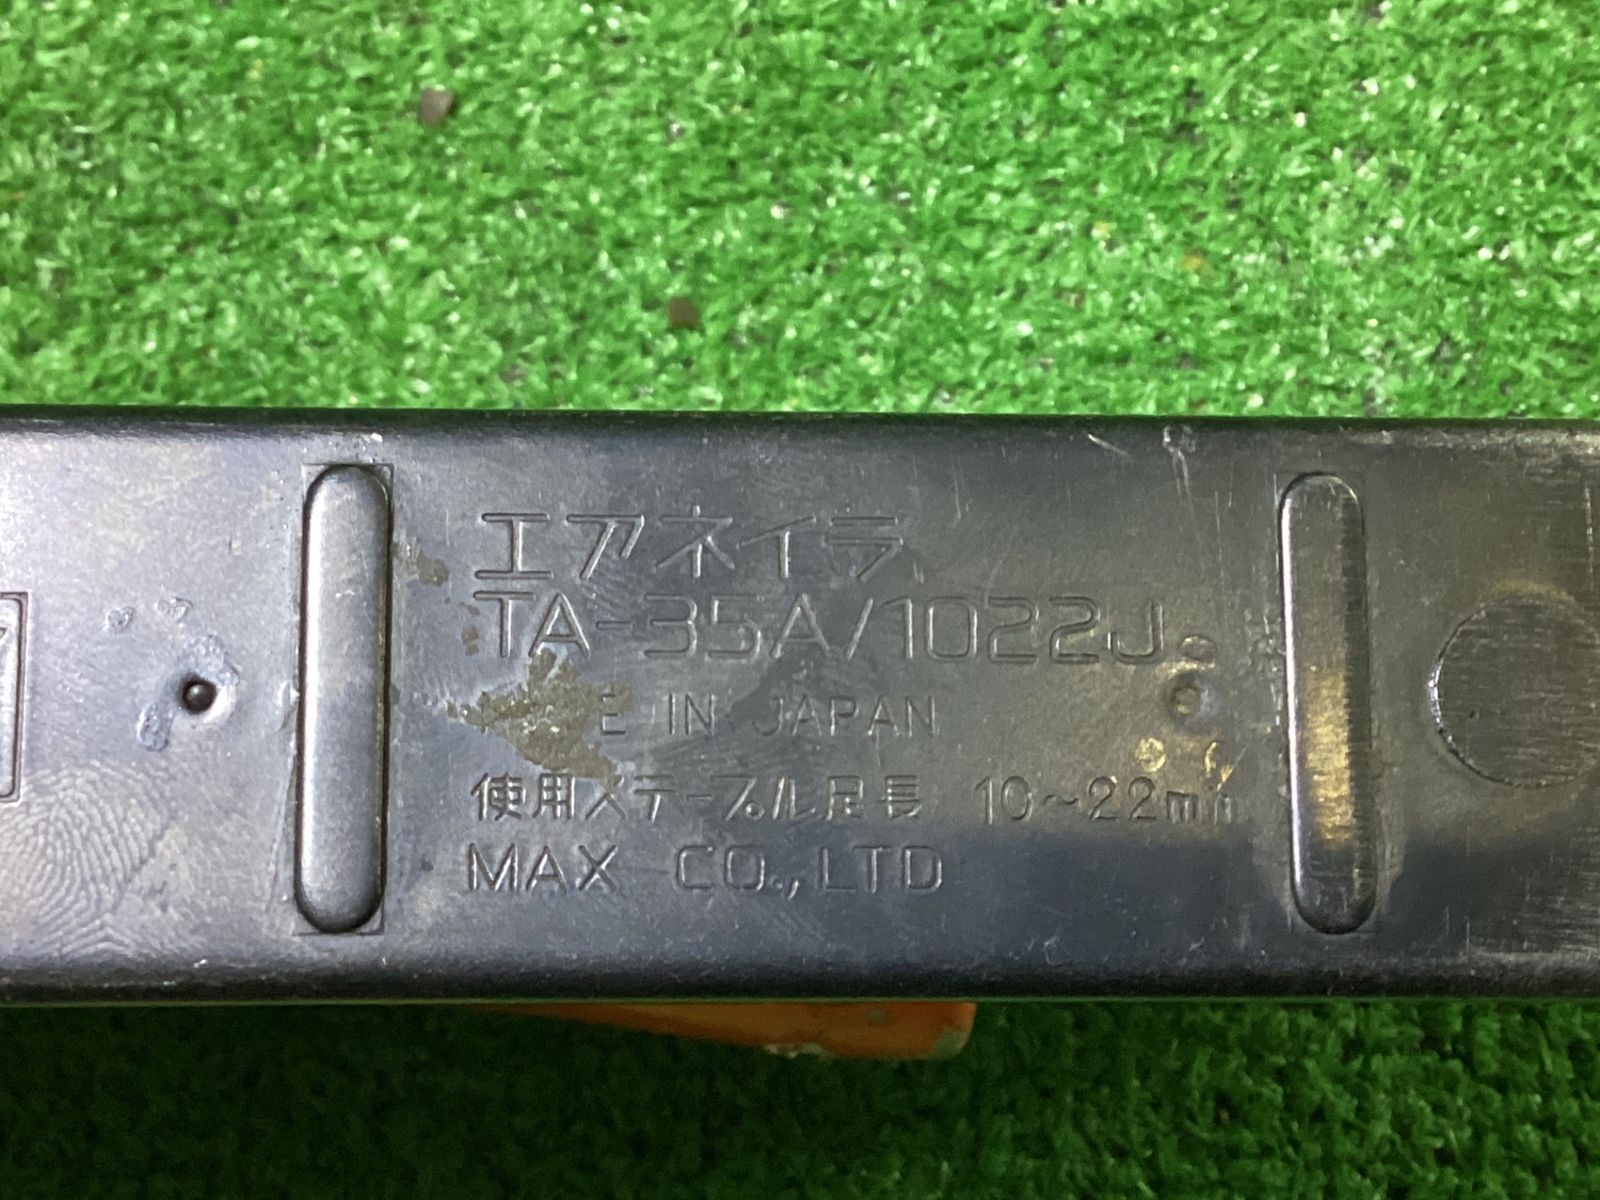 エアネイラ
TA-35A/1022J
IN JAPAN
使用ステープル足長 10~22mm
MAX CO.,LTD